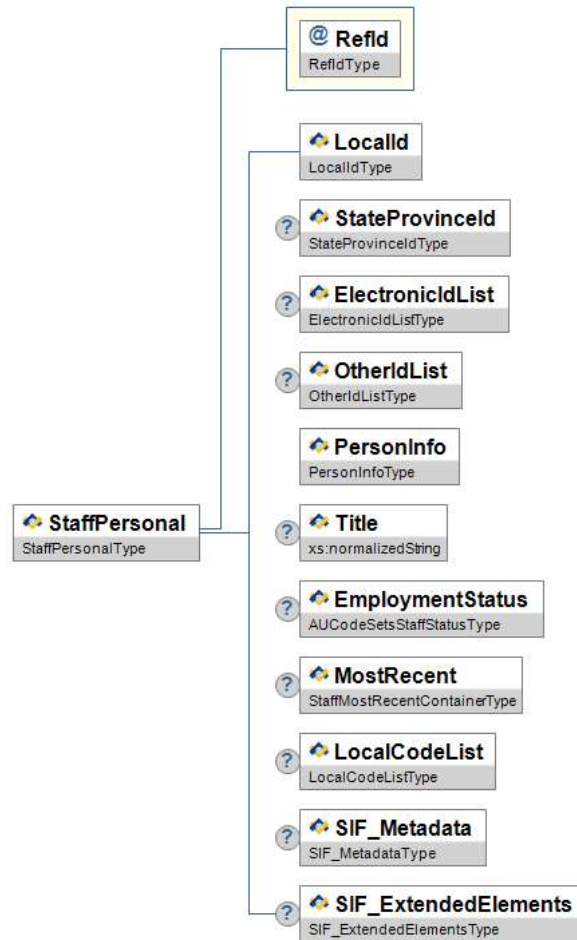 @ RefId
RefIdType
LocalId
LocalIdType
? StateProvinceId
StateProvinceIdType
? ElectronicIdList
ElectronicIdListType
? OtherIdList
OtherIdListType
PersonInfo
PersonInfoType
StaffPersonal
StaffPersonalType
? Title
xs:normalizedString
? EmploymentStatus
AUCodeSetsStaffStatusType
? MostRecent
StaffMostRecentContainerType
? LocalCodeList
LocalCodeListType
? SIF_Metadata
SIF_MetadataType
? SIF_ExtendedElements
SIF_ExtendedElementsType